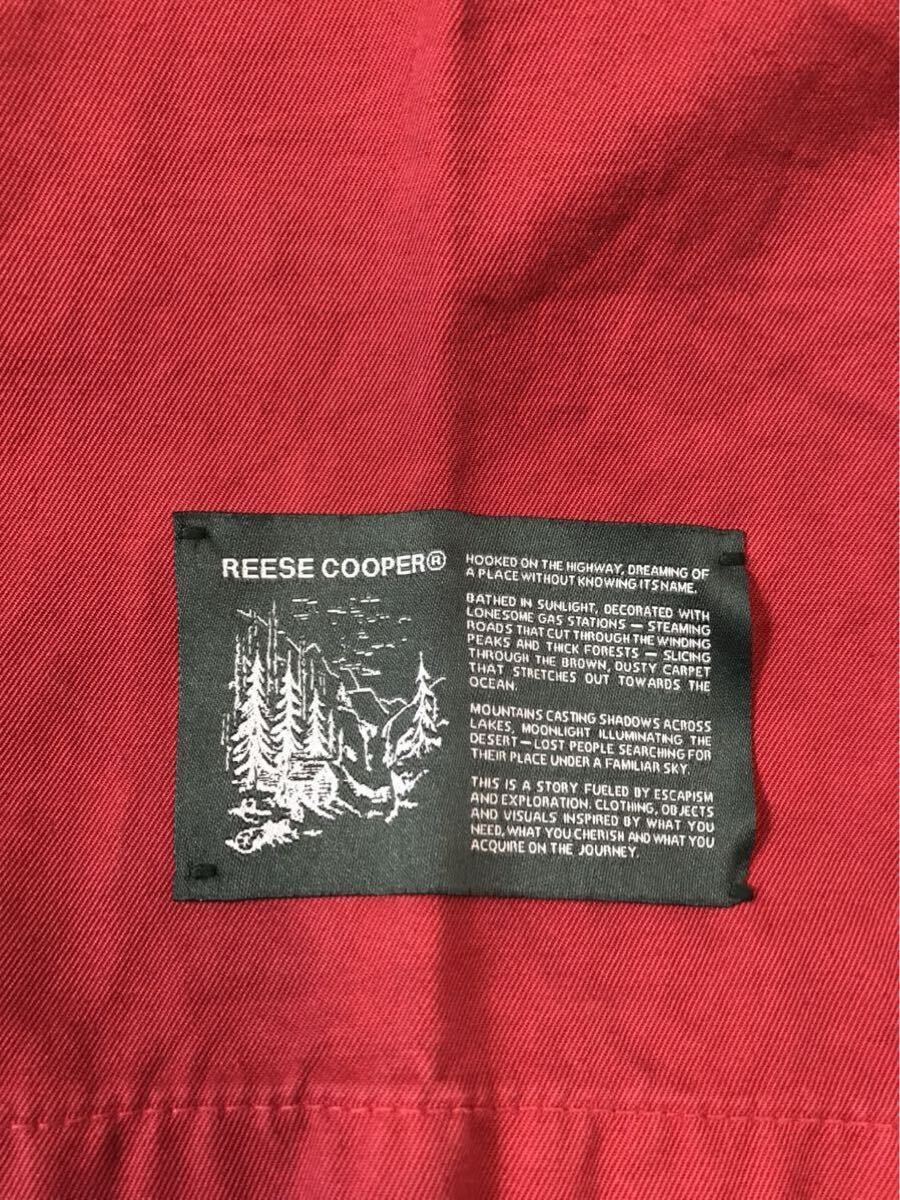 REESE COOPER®
HOOKED ON THE HIGHWAY, DREAMING OF
A PLACE WITHOUT KNOWING ITS NAME.
BATHED IN SUNLIGHT, DECORATED WITH
LONESOME GAS STATIONS — STEAMING
ROADS THAT CUT THROUGH THE WINDING
PEAKS AND THICK FORESTS — SLICING
THROUGH THE BROWN, DUSTY CARPET
THAT STRETCHES OUT TOWARDS THE
OCEAN.
MOUNTAINS CASTING SHADOWS ACROSS
LAKES, MOONLIGHT ILLUMINATING THE
DESERT — LOST PEOPLE SEARCHING FOR
THEIR PLACE UNDER A FAMILIAR SKY.
THIS IS A STORY FUELED BY ESCAPISM
AND EXPLORATION. CLOTHING, OBJECTS
AND VISUALS INSPIRED BY WHAT YOU
NEED, WHAT YOU CHERISH AND WHAT YOU
ACQUIRE ON THE JOURNEY.